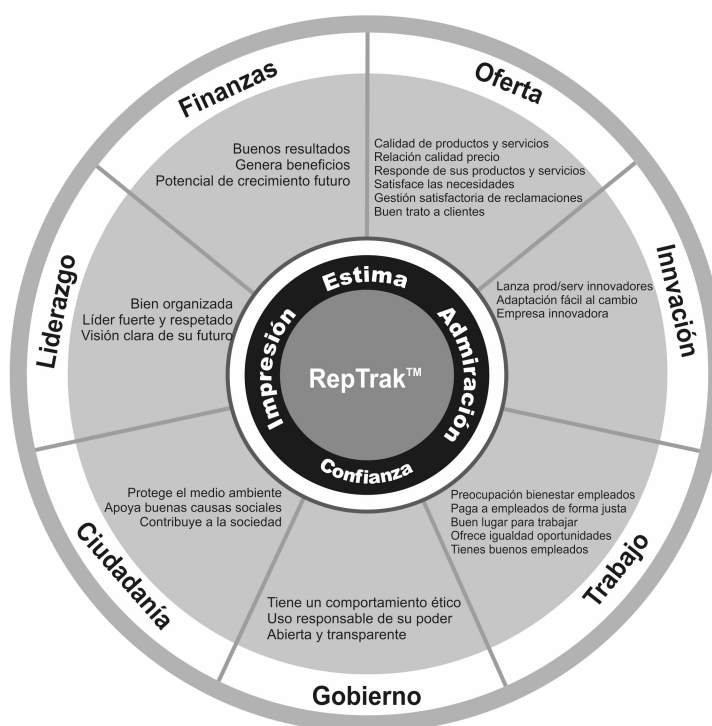 Finanzas
Buenos resultados
Genera beneficios
Potencial de crecimiento futuro
Oferta
Calidad de productos y servicios
Relación calidad precio
Responde de sus productos y servicios
Satisface las necesidades
Gestión satisfactoria de reclamaciones
Buen trato a clientes
Innvación
Lanza prod/serv innovadores
Adaptación fácil al cambio
Empresa innovadora
Trabajo
Preocupación bienestar empleados
Paga a empleados de forma justa
Buen lugar para trabajar
Ofrece igualdad oportunidades
Tienes buenos empleados
Gobierno
Tiene un comportamiento ético
Uso responsable de su poder
Abierta y transparente
Ciudadanía
Protege el medio ambiente
Apoya buenas causas sociales
Contribuye a la sociedad
Liderazgo
Bien organizada
Líder fuerte y respetado
Visión clara de su futuro
Estima
Admiración
Confianza
Impresión
RepTrak™